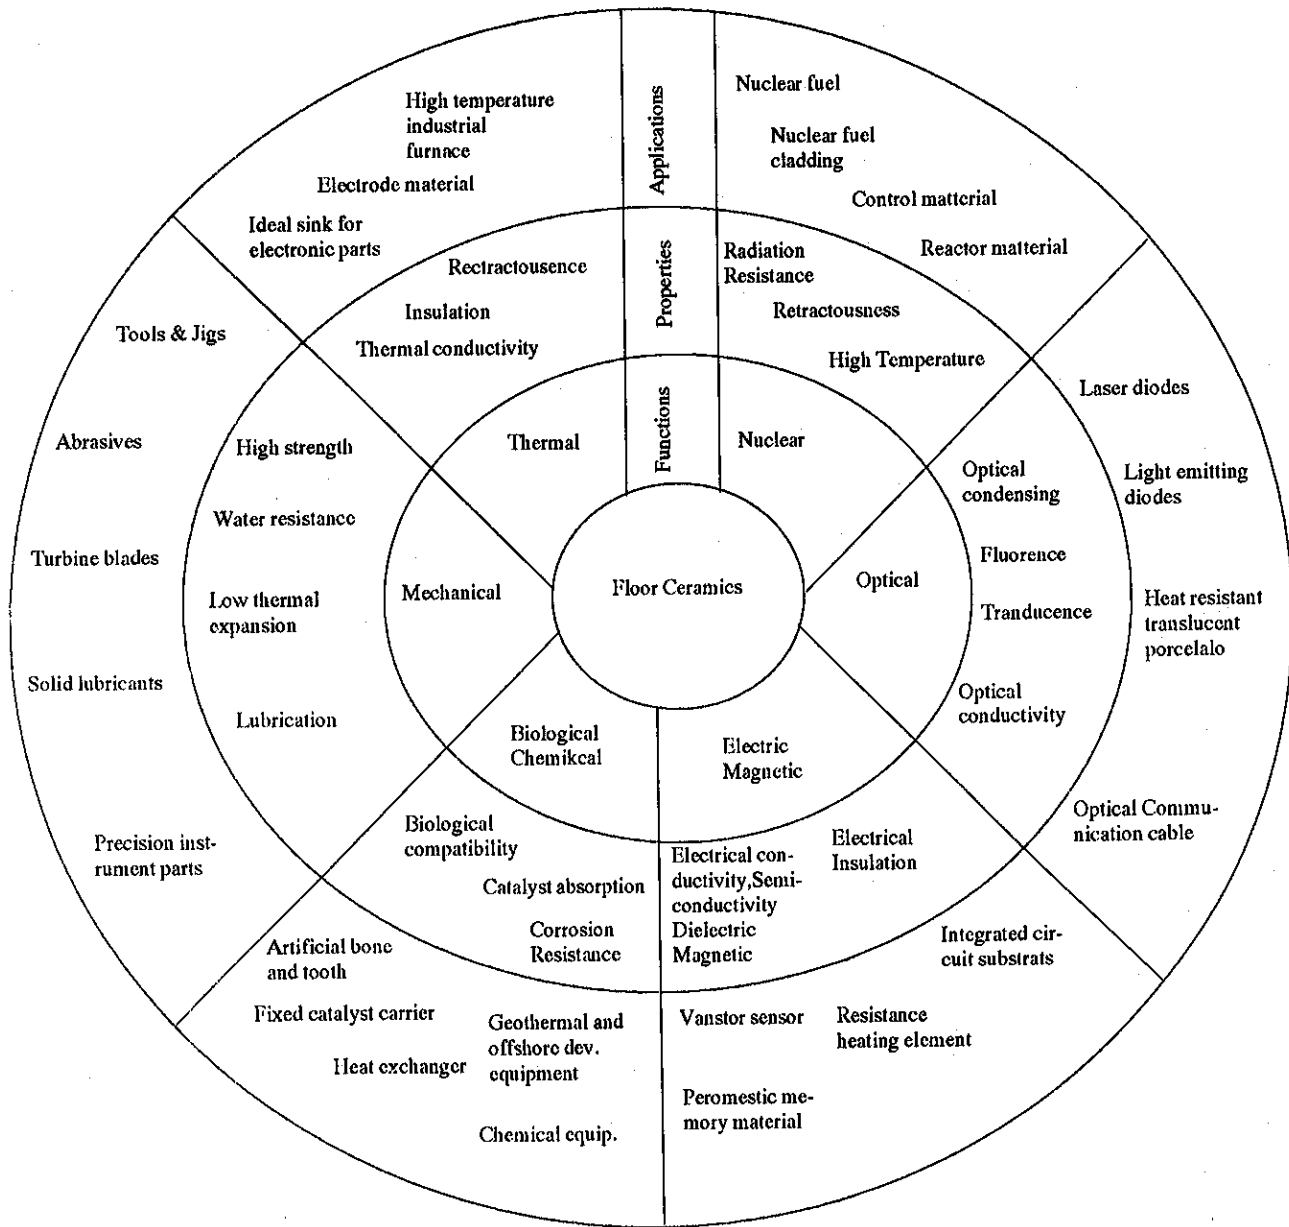 High temperature
industrial
furnace
Electrode material
Ideal sink for
electronic parts
Applications
Nuclear fuel
Nuclear fuel
cladding
Control matterial
Reactor matterial
Rectractousence
Insulation
Thermal conductivity
Properties
Radiation
Resistance
Retractousness
High Temperature
Thermal
Functions
Nuclear
Tools & Jigs
Abrasives
Turbine blades
Solid lubricants
Precision inst-
rument parts
High strength
Water resistance
Low thermal
expansion
Lubrication
Mechanical
Floor Ceramics
Optical
Optical
condensing
Fluorence
Tranducence
Optical
conductivity
Laser diodes
Light emitting
diodes
Heat resistant
translucent
porcelalo
Optical Commu-
nication cable
Biological
Chemikcal
Electric
Magnetic
Biological
compatibility
Catalyst absorption
Corrosion
Resistance
Electrical con-
ductivity,Semi-
conductivity
Dielectric
Magnetic
Electrical
Insulation
Artificial bone
and tooth
Fixed catalyst carrier
Heat exchanger
Geothermal and
offshore dev.
equipment
Chemical equip.
Integrated cir-
cuit substrats
Vanstor sensor
Resistance
heating element
Peromestic me-
mory material